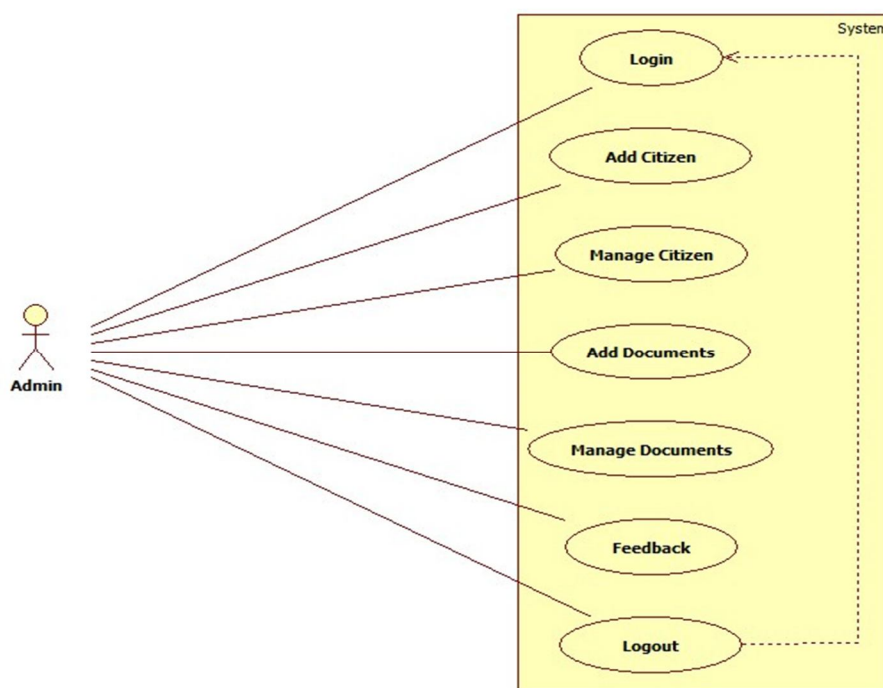 System
Login
Add Citizen
Manage Citizen
Admin
Add Documents
Manage Documents
Feedback
Logout